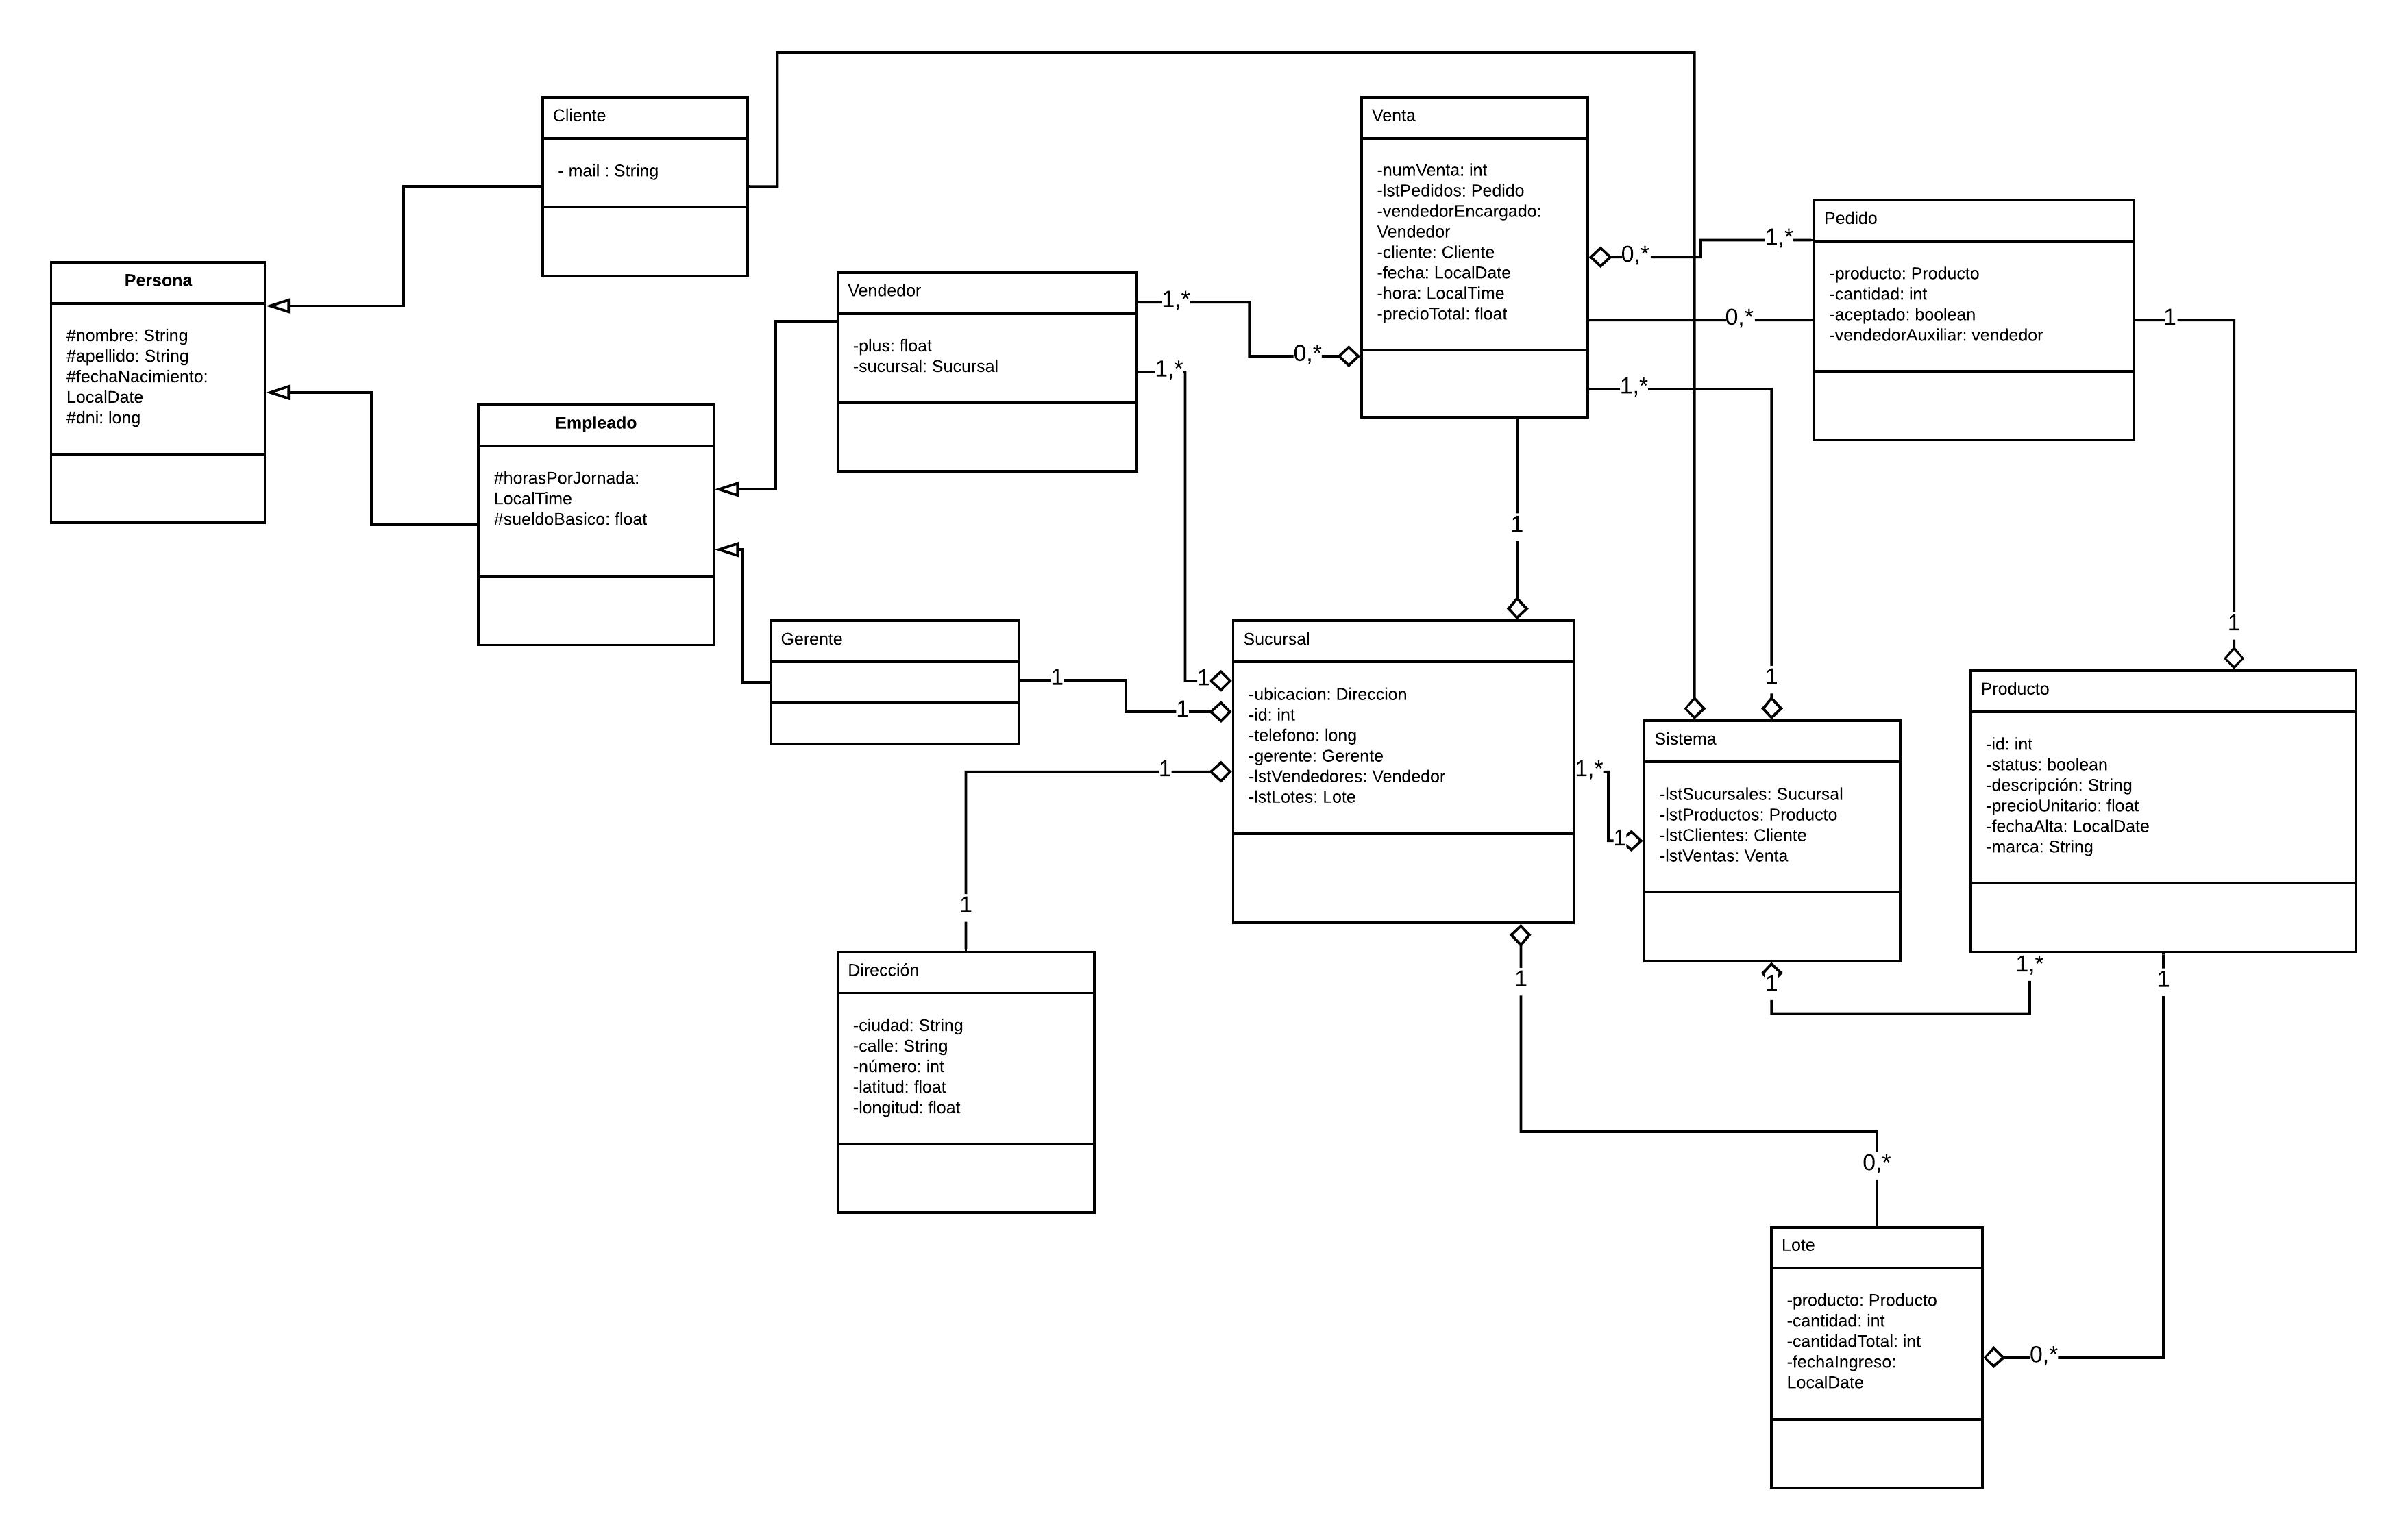 Cliente
- mail : String
Persona
#nombre: String
#apellido: String
#fechaNacimiento:
LocalDate
#dni: long
Empleado
#horasPorJornada:
LocalTime
#sueldoBasico: float
Vendedor
-plus: float
-sucursal: Sucursal
1,*
0,*
1,*
Venta
-numVenta: int
-lstPedidos: Pedido
-vendedorEncargado:
Vendedor
-cliente: Cliente
-fecha: LocalDate
-hora: LocalTime
-precioTotal: float
0,*
1,*
0,*
1,*
1
1
Pedido
-producto: Producto
-cantidad: int
-aceptado: boolean
-vendedorAuxiliar: vendedor
1
1
Gerente
1
1
1
1
1
Sucursal
-ubicacion: Direccion
-id: int
-telefono: long
-gerente: Gerente
-lstVendedores: Vendedor
-lstLotes: Lote
1,*
1
Sistema
-lstSucursales: Sucursal
-lstProductos: Producto
-lstClientes: Cliente
-lstVentas: Venta
Producto
-id: int
-status: boolean
-descripción: String
-precioUnitario: float
-fechaAlta: LocalDate
-marca: String
1
1
1,*
1
Dirección
-ciudad: String
-calle: String
-número: int
-latitud: float
-longitud: float
0,*
Lote
-producto: Producto
-cantidad: int
-cantidadTotal: int
-fechaIngreso:
LocalDate
0,*